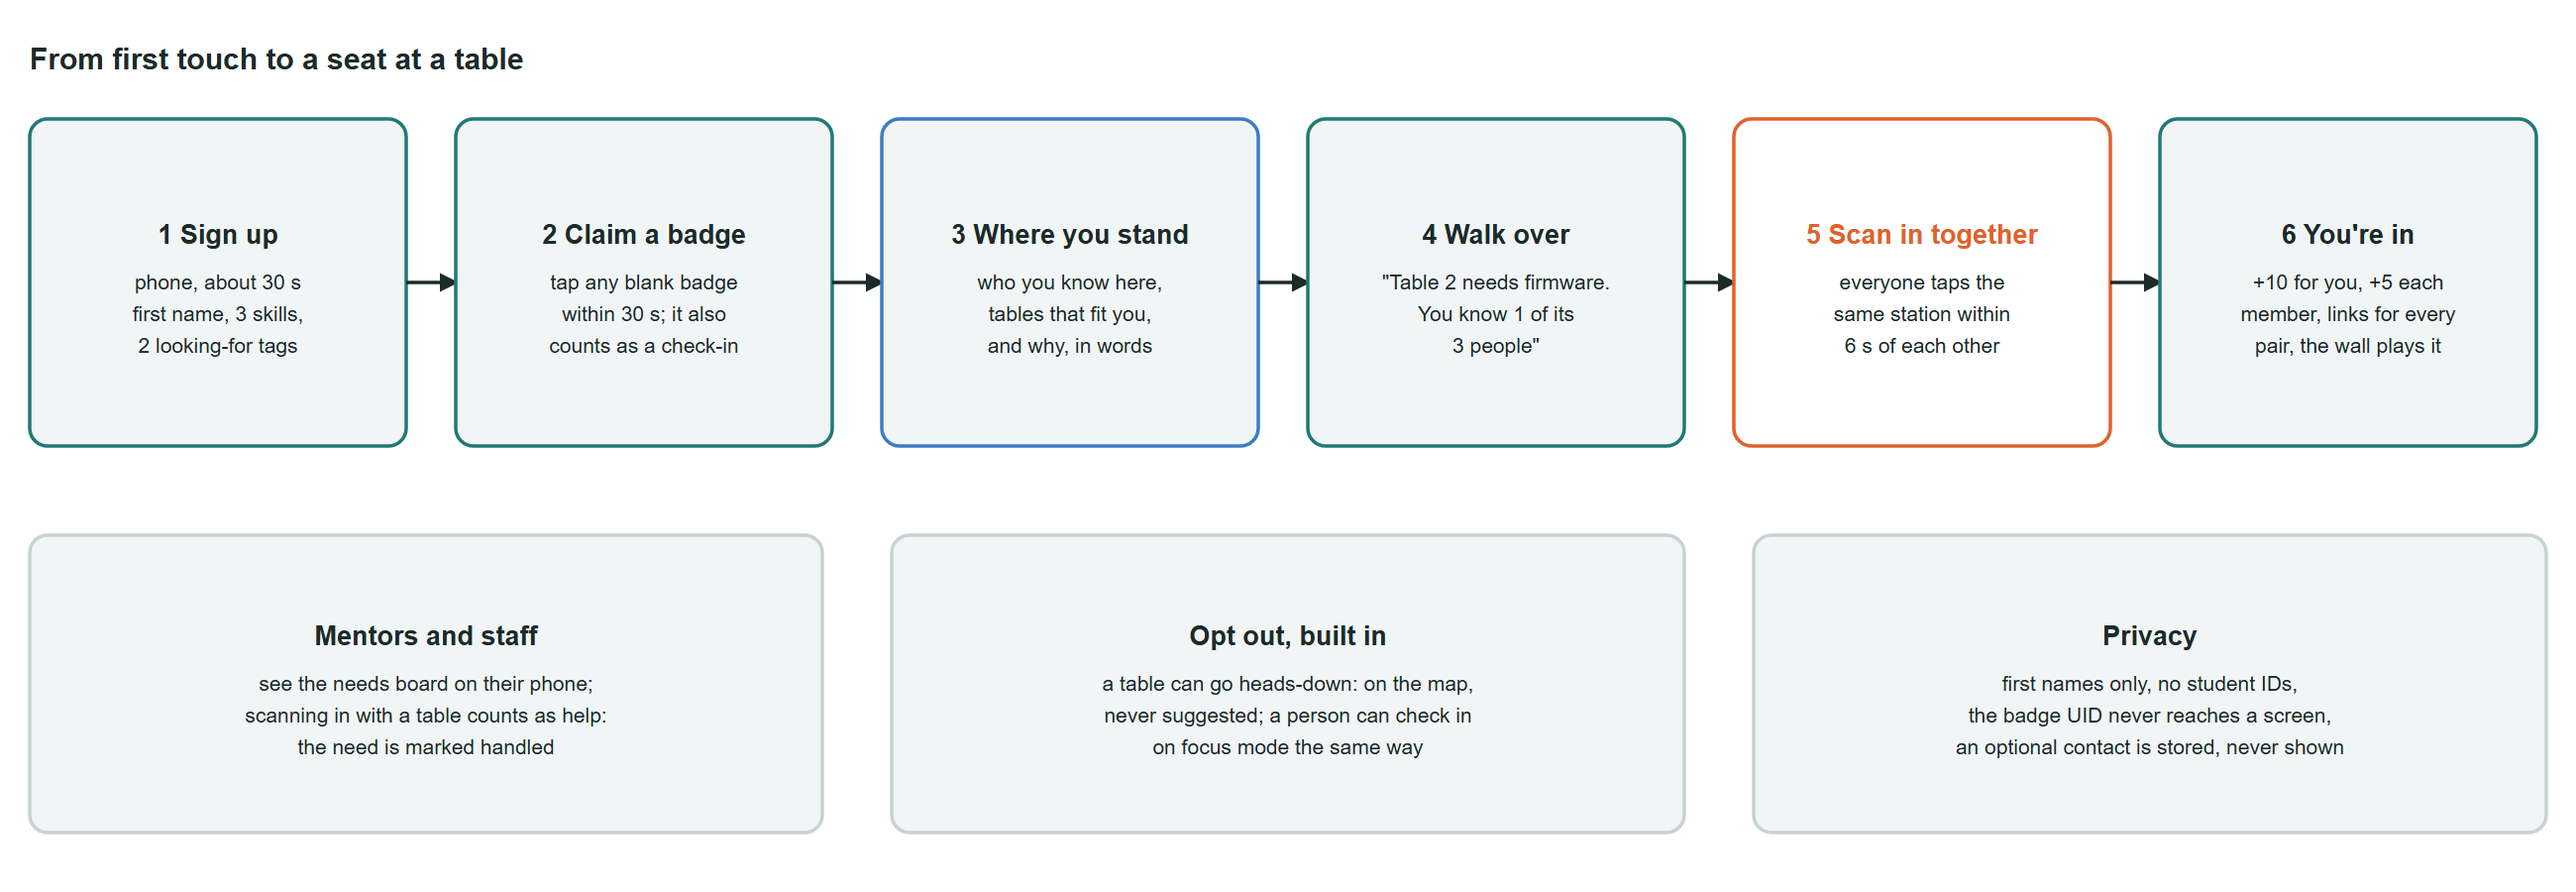 From first touch to a seat at a table
1 Sign up
phone, about 30 s
first name, 3 skills,
2 looking-for tags
2 Claim a badge
tap any blank badge
within 30 s; it also
counts as a check-in
3 Where you stand
who you know here,
tables that fit you,
and why, in words
4 Walk over
"Table 2 needs firmware.
You know 1 of its
3 people"
5 Scan in together
everyone taps the
same station within
6 s of each other
6 You're in
+10 for you, +5 each
member, links for every
pair, the wall plays it
Mentors and staff
see the needs board on their phone;
scanning in with a table counts as help:
the need is marked handled
Opt out, built in
a table can go heads-down: on the map,
never suggested; a person can check in
on focus mode the same way
Privacy
first names only, no student IDs,
the badge UID never reaches a screen,
an optional contact is stored, never shown